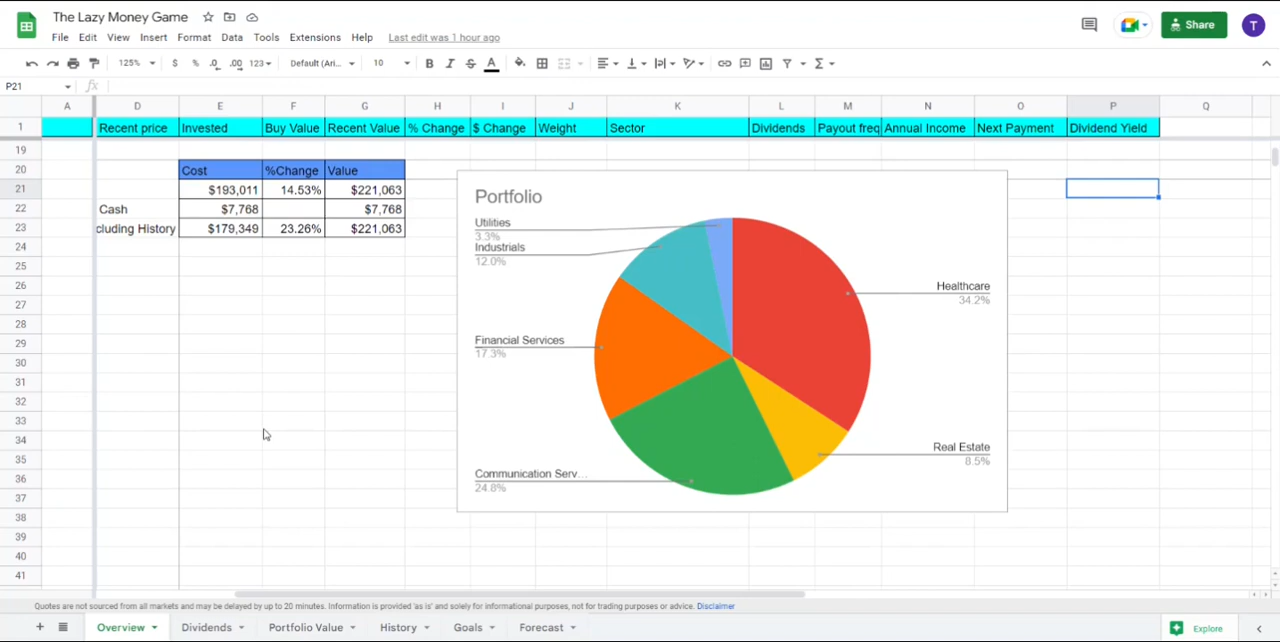 The Lazy Money Game
File Edit View Insert Format Data Tools Extensions Help Last edit was 1 hour ago
Share
T
125% $ % .0 .00 123 Default (Ari... 10 B I S A
P21 fx
A D E F G H I J K L M N O P Q
1 Recent price Invested Buy Value Recent Value % Change $ Change Weight Sector Dividends Payout freq Annual Income Next Payment Dividend Yield
19
20 Cost %Change Value
21 $193,011 14.53% $221,063
22 Cash $7,768 $7,768
23 cluding History $179,349 23.26% $221,063
24
25
26
27
28
29
30
31
32
33
34
35
36
37
38
39
40
41
Portfolio
Utilities
3.3%
Industrials
12.0%
Healthcare
34.2%
Financial Services
17.3%
Real Estate
8.5%
Communication Serv...
24.8%
Quotes are not sourced from all markets and may be delayed by up to 20 minutes. Information is provided 'as is' and solely for informational purposes, not for trading purposes or advice. Disclaimer
Overview Dividends Portfolio Value History Goals Forecast Explore